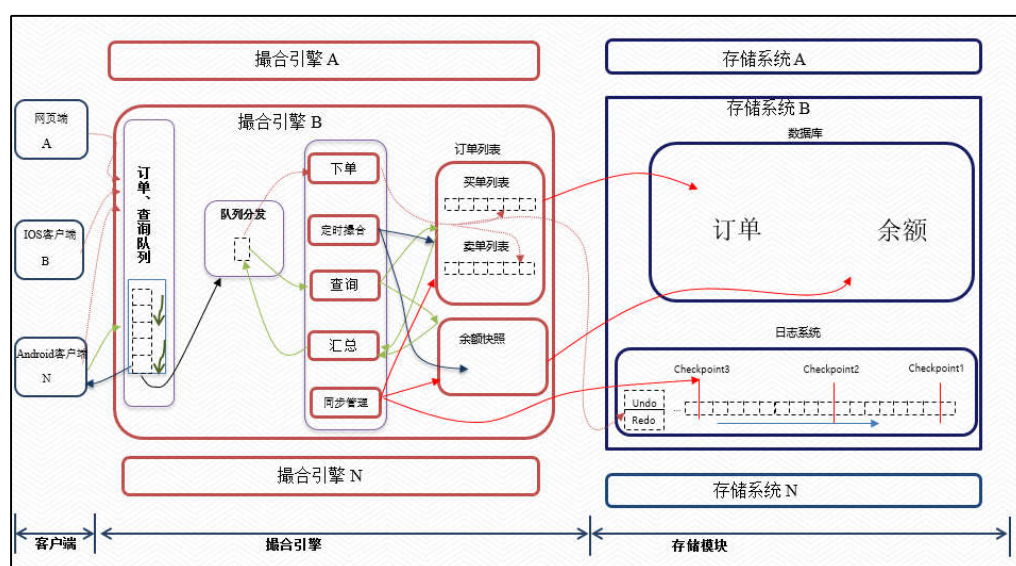 撮合引擎 A
存储系统 A
网页端
A
IOS客户端
B
Android客户端
N
撮合引擎 B
订单、查询队列
队列分发
下单
定时撮合
查询
汇总
同步管理
订单列表
买单列表
卖单列表
余额快照
存储系统 B
数据库
订单
余额
日志系统
Checkpoint3
Checkpoint2
Checkpoint1
Undo
Redo
...
撮合引擎 N
存储系统 N
客户端
撮合引擎
存储模块